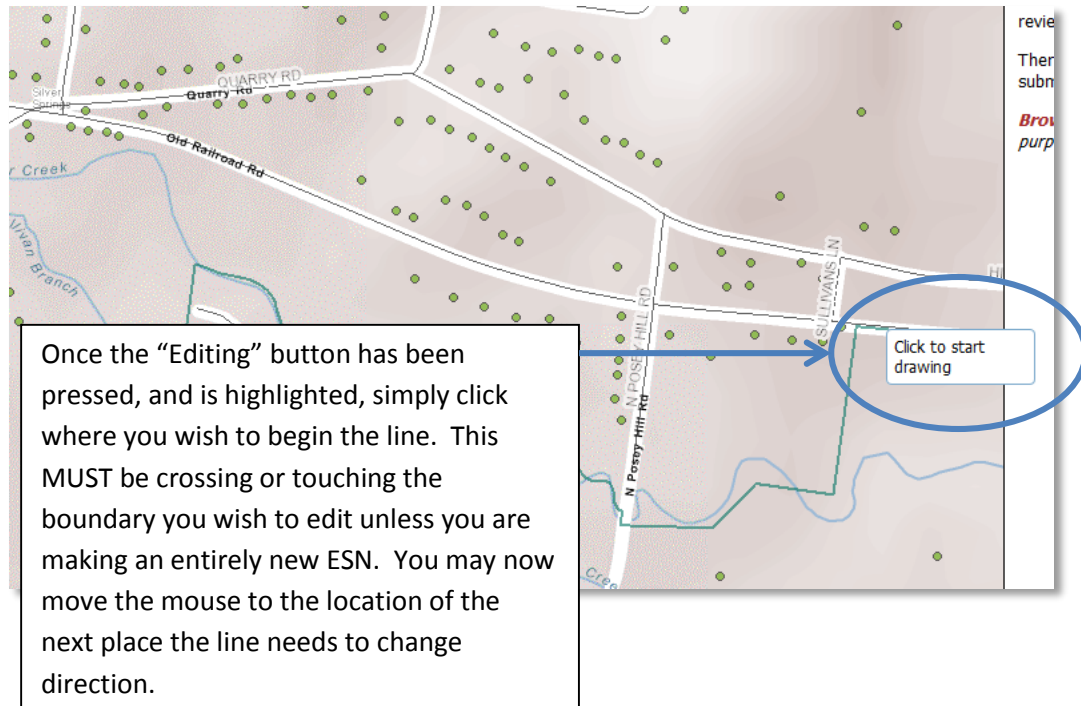 revie
Ther
subm
Brow
purp
QUARRY RD
Quarry Rd
Silver
Springs
Old Railroad Rd
r Creek
livan Branch
SULLIVANS LN
HI
N POSEY HILL RD
N Posey Hill Rd
Cree
Click to start
drawing
Once the “Editing” button has been
pressed, and is highlighted, simply click
where you wish to begin the line.  This
MUST be crossing or touching the
boundary you wish to edit unless you are
making an entirely new ESN.  You may now
move the mouse to the location of the
next place the line needs to change
direction.